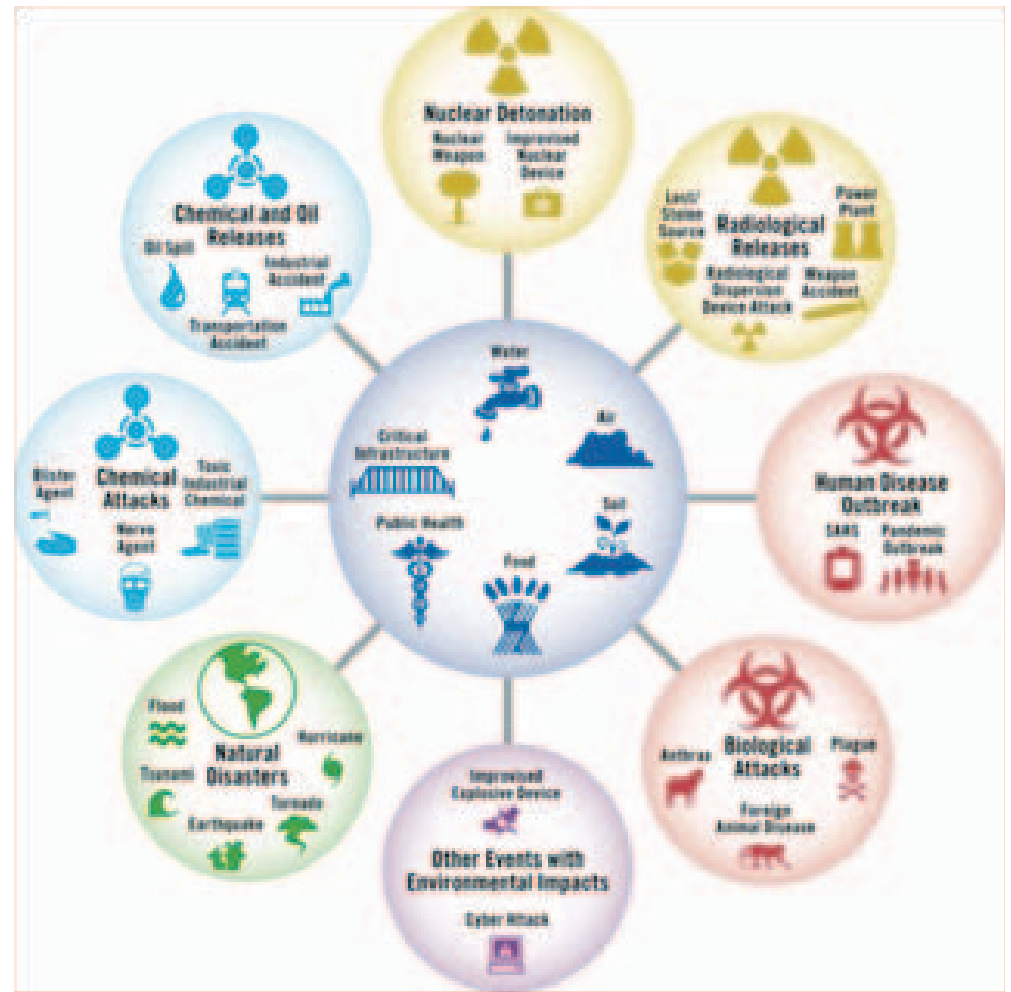 Nuclear Detonation
Nuclear
Weapon
Improvised
Nuclear
Device
Lost/
Stolen
Source
Radiological
Releases
Power
Plant
Radiological
Dispersion
Device Attack
Weapon
Accident
Human Disease
Outbreak
SARS
Pandemic
Outbreak
Biological
Attacks
Anthrax
Plague
Foreign
Animal Disease
Improvised
Explosive Device
Other Events with
Environmental Impacts
Cyber Attack
Flood
Natural
Disasters
Hurricane
Tsunami
Tornado
Earthquake
Blister
Agent
Chemical
Attacks
Toxic
Industrial
Chemical
Nerve
Agent
Chemical and Oil
Releases
Oil Spill
Industrial
Accident
Transportation
Accident
Water
Air
Critical
Infrastructure
Soil
Public Health
Food